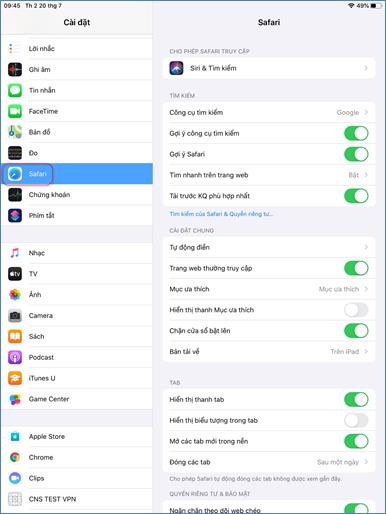 09:45 Th 2 20 thg 7
49%
Cài đặt
Lời nhắc
Ghi âm
Tin nhắn
FaceTime
Bản đồ
Đo
Safari
Chứng khoán
Phím tắt
Nhạc
TV
Ảnh
Camera
Sách
Podcast
iTunes U
Game Center
Apple Store
Chrome
Clips
CNS TEST VPN
Safari
CHO PHÉP SAFARI TRUY CẬP
Siri & Tìm kiếm
TÌM KIẾM
Công cụ tìm kiếm Google
Gợi ý công cụ tìm kiếm
Gợi ý Safari
Tìm nhanh trên trang web Bật
Tải trước KQ phù hợp nhất
Tìm kiếm của Safari & Quyền riêng tư...
CÀI ĐẶT CHUNG
Tự động điền
Trang web thường truy cập
Mục ưa thích Mục ưa thích
Hiển thị thanh Mục ưa thích
Chặn cửa sổ bật lên
Bản tải về Trên iPad
TAB
Hiển thị thanh tab
Hiển thị biểu tượng trong tab
Mở các tab mới trong nền
Đóng các tab Sau một ngày
Cho phép Safari tự động đóng các tab không được xem gần đây.
QUYỀN RIÊNG TƯ & BẢO MẬT
Ngăn chặn theo dõi web chéo